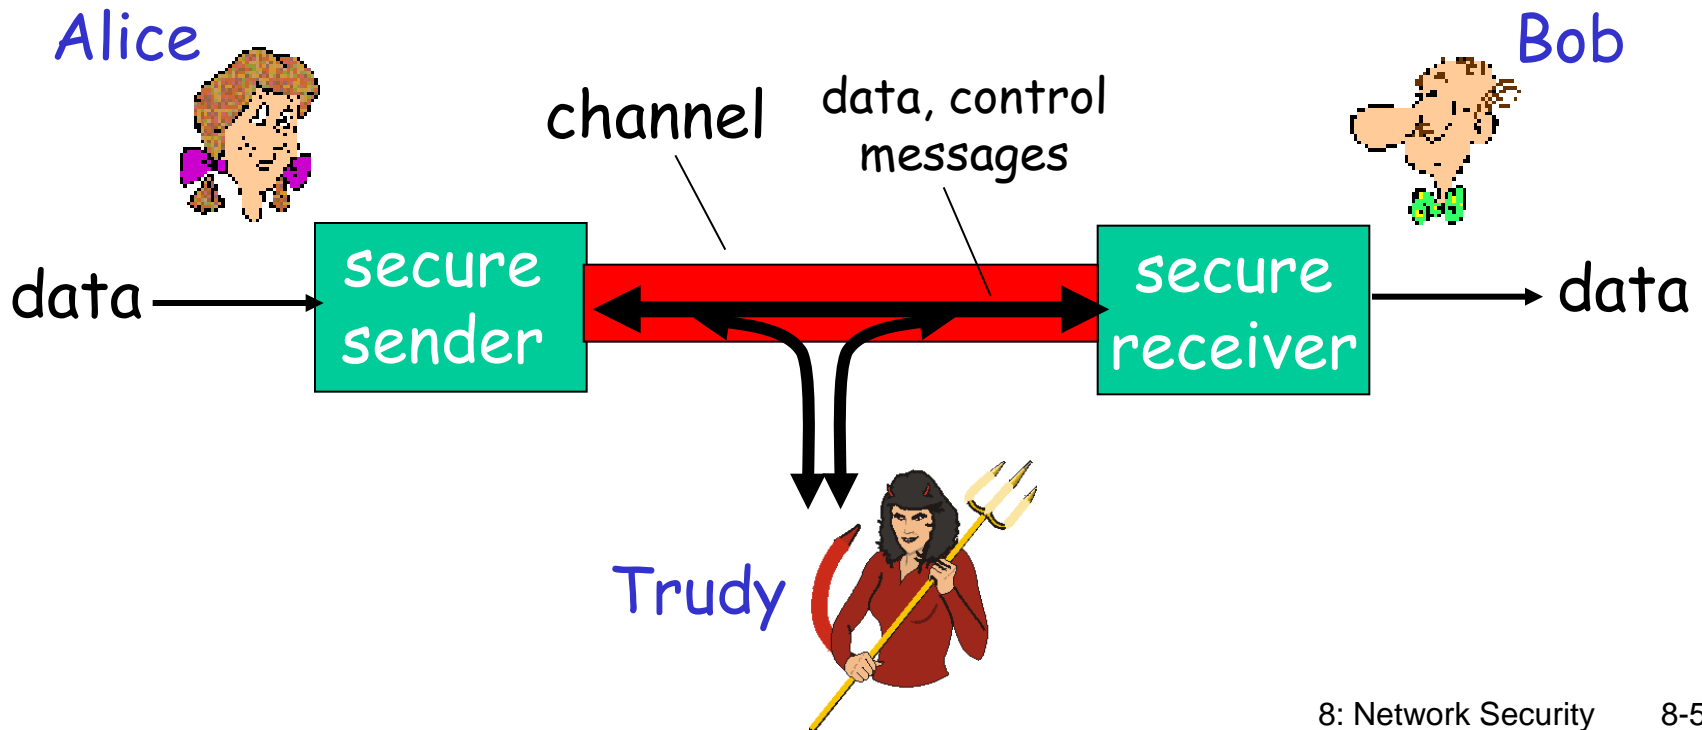 Alice
Bob
channel
data, control
messages
data
secure
sender
secure
receiver
data
Trudy
8: Network Security 8-5